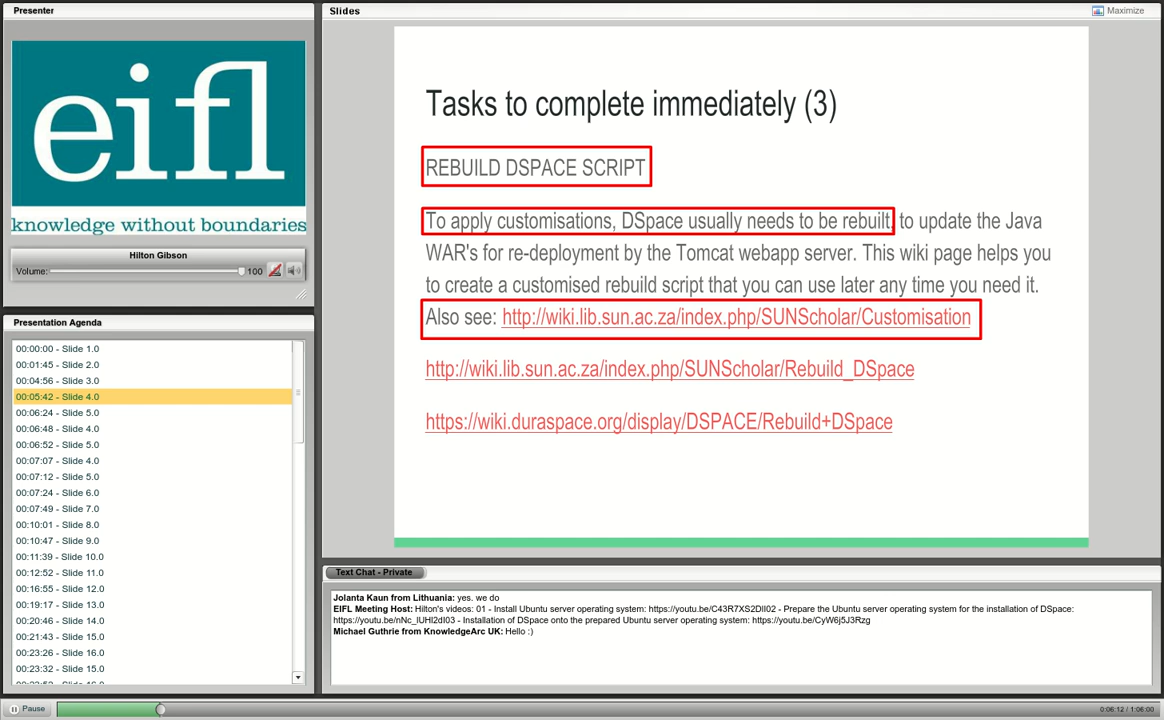 Presenter
eifl
knowledge without boundaries
Hilton Gibson
Volume: 100
Presentation Agenda
00:00:00 - Slide 1.0
00:01:45 - Slide 2.0
00:04:56 - Slide 3.0
00:05:42 - Slide 4.0
00:06:24 - Slide 5.0
00:06:48 - Slide 4.0
00:06:52 - Slide 5.0
00:07:07 - Slide 4.0
00:07:12 - Slide 5.0
00:07:24 - Slide 6.0
00:07:49 - Slide 7.0
00:10:01 - Slide 8.0
00:10:47 - Slide 9.0
00:11:39 - Slide 10.0
00:12:52 - Slide 11.0
00:16:55 - Slide 12.0
00:19:17 - Slide 13.0
00:20:46 - Slide 14.0
00:21:43 - Slide 15.0
00:23:26 - Slide 16.0
00:23:32 - Slide 15.0
Slides
Maximize
Tasks to complete immediately (3)
REBUILD DSPACE SCRIPT
To apply customisations, DSpace usually needs to be rebuilt, to update the Java
WAR's for re-deployment by the Tomcat webapp server. This wiki page helps you
to create a customised rebuild script that you can use later any time you need it.
Also see: http://wiki.lib.sun.ac.za/index.php/SUNScholar/Customisation
http://wiki.lib.sun.ac.za/index.php/SUNScholar/Rebuild_DSpace
https://wiki.duraspace.org/display/DSPACE/Rebuild+DSpace
Text Chat - Private
Jolanta Kaun from Lithuania: yes. we do
EIFL Meeting Host: Hilton's videos: 01 - Install Ubuntu server operating system: https://youtu.be/C43R7XS2DlI02 - Prepare the Ubuntu server operating system for the installation of DSpace:
https://youtu.be/nNc_lUHl2dI03 - Installation of DSpace onto the prepared Ubuntu server operating system: https://youtu.be/CyW6j5J3Rzg
Michael Guthrie from KnowledgeArc UK: Hello :)
Pause
0:06:12 / 1:06:00